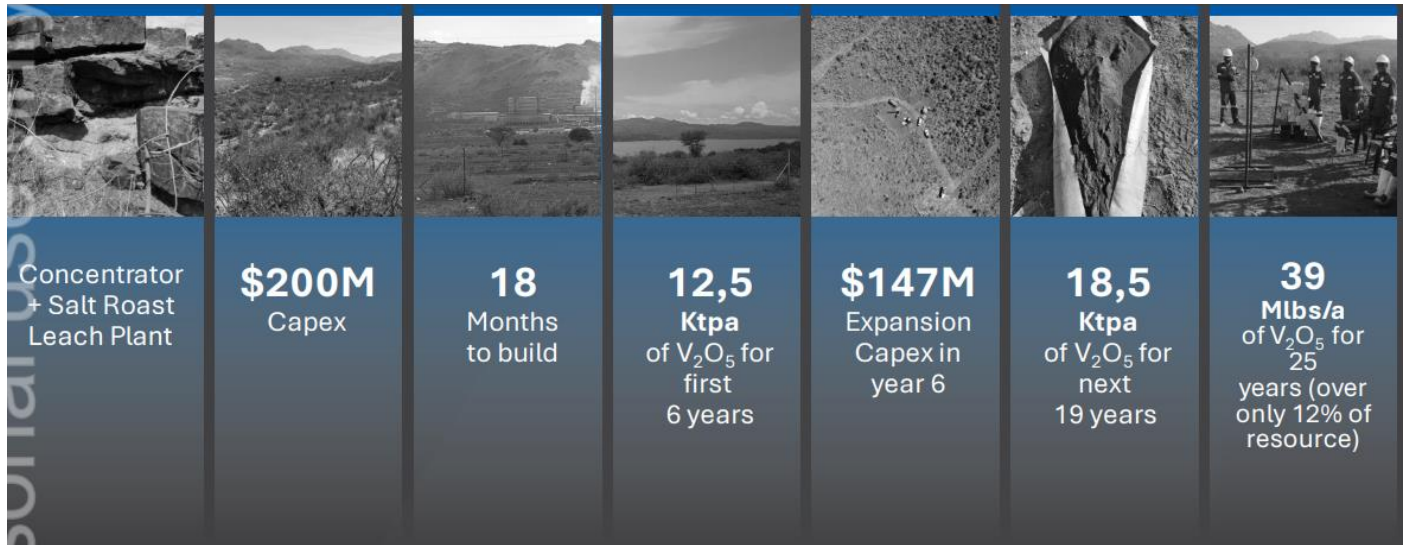 Concentrator
+ Salt Roast
Leach Plant
$200M
Capex
18
Months
to build
12,5
Ktpa
of V₂O₅ for
first
6 years
$147M
Expansion
Capex in
year 6
18,5
Ktpa
of V₂O₅ for
next
19 years
39
Mlbs/a
of V₂O₅ for
25
years (over
only 12% of
resource)